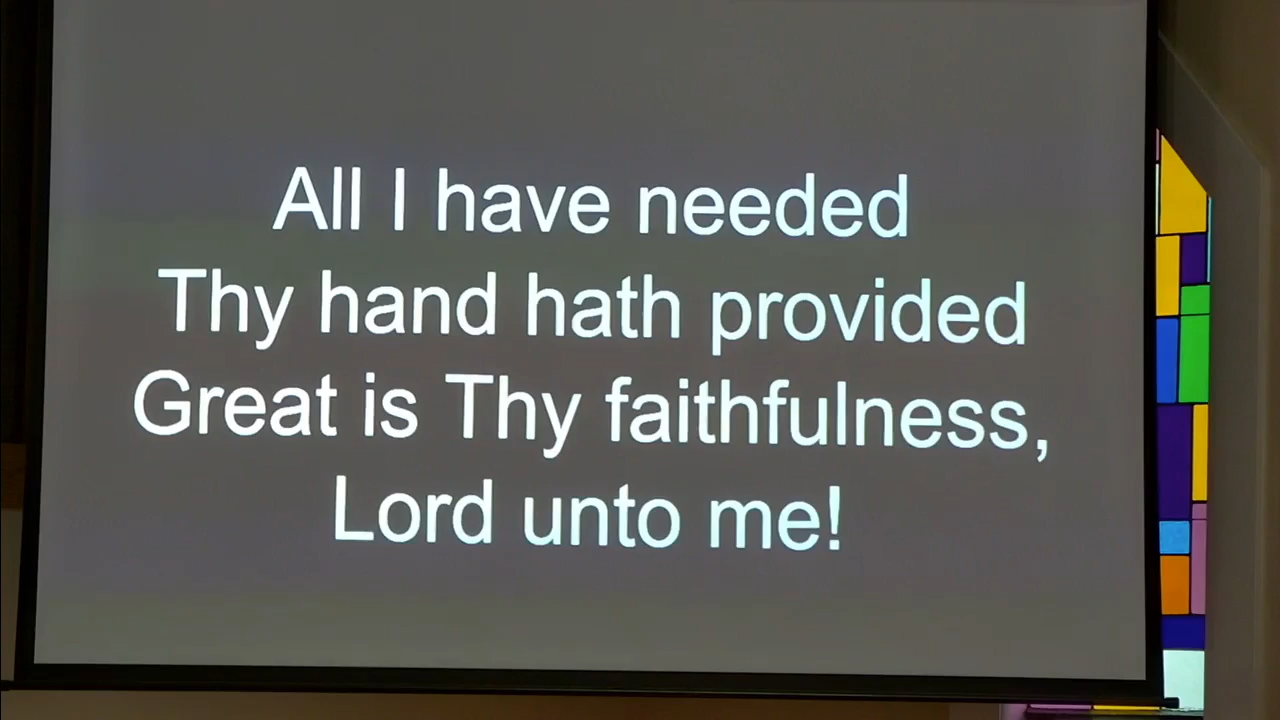 All I have needed
Thy hand hath provided
Great is Thy faithfulness,
Lord unto me!